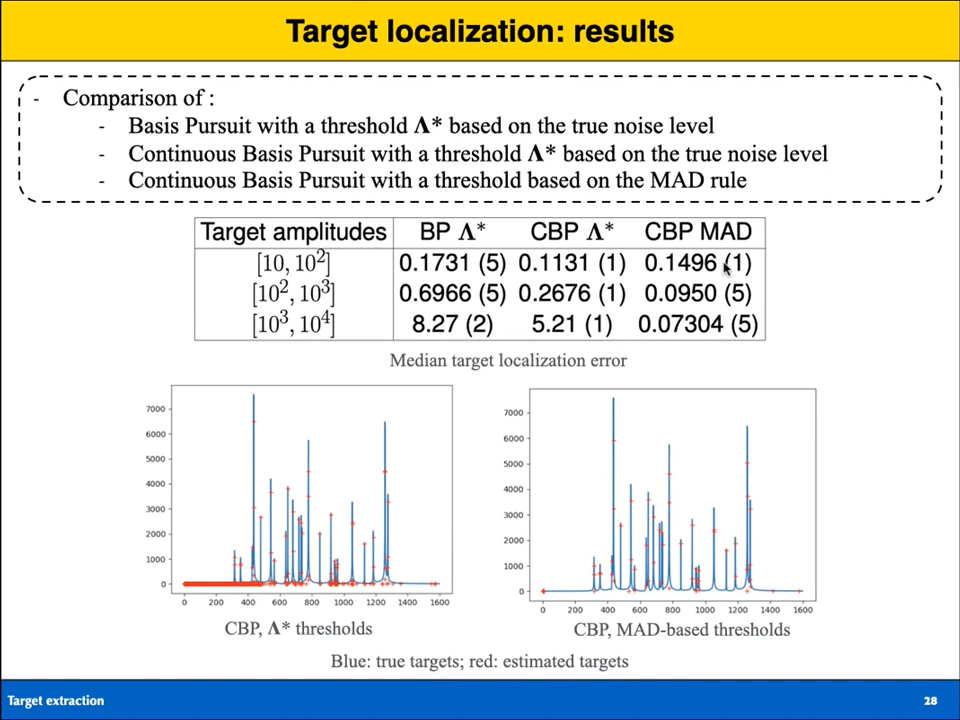 Target localization: results
- Comparison of :
- Basis Pursuit with a threshold Λ* based on the true noise level
- Continuous Basis Pursuit with a threshold Λ* based on the true noise level
- Continuous Basis Pursuit with a threshold based on the MAD rule
Target amplitudes BP Λ* CBP Λ* CBP MAD
[10, 10²] 0.1731 (5) 0.1131 (1) 0.1496 (1)
[10², 10³] 0.6966 (5) 0.2676 (1) 0.0950 (5)
[10³, 10⁴] 8.27 (2) 5.21 (1) 0.07304 (5)
Median target localization error
7000
6000
5000
4000
3000
2000
1000
0
0 200 400 600 800 1000 1200 1400 1600
CBP, Λ* thresholds
7000
6000
5000
4000
3000
2000
1000
0
0 200 400 600 800 1000 1200 1400 1600
CBP, MAD-based thresholds
Blue: true targets; red: estimated targets
Target extraction
28